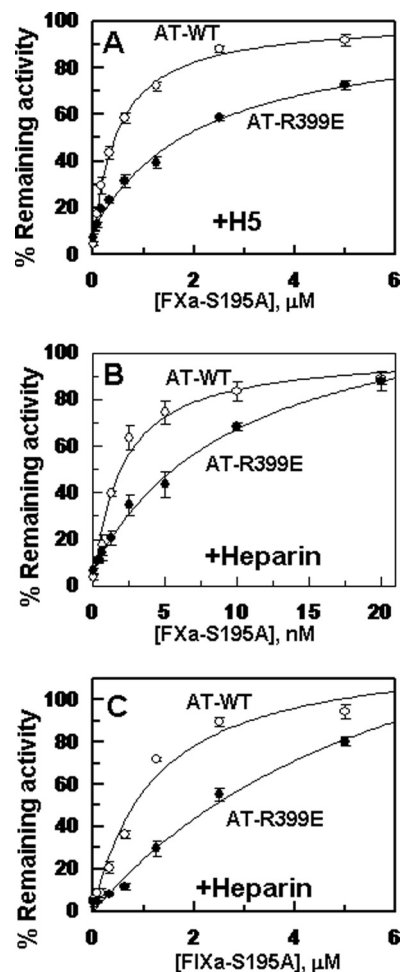 A
AT-WT
AT-R399E
+H5
% Remaining activity
100
80
60
40
20
0
0 2 4 6
[FXa-S195A], μM
B
AT-WT
AT-R399E
+Heparin
% Remaining activity
100
80
60
40
20
0
0 5 10 15 20
[FXa-S195A], nM
C
AT-WT
AT-R399E
+Heparin
% Remaining activity
100
80
60
40
20
0
0 2 4 6
[FIXa-S195A], μM